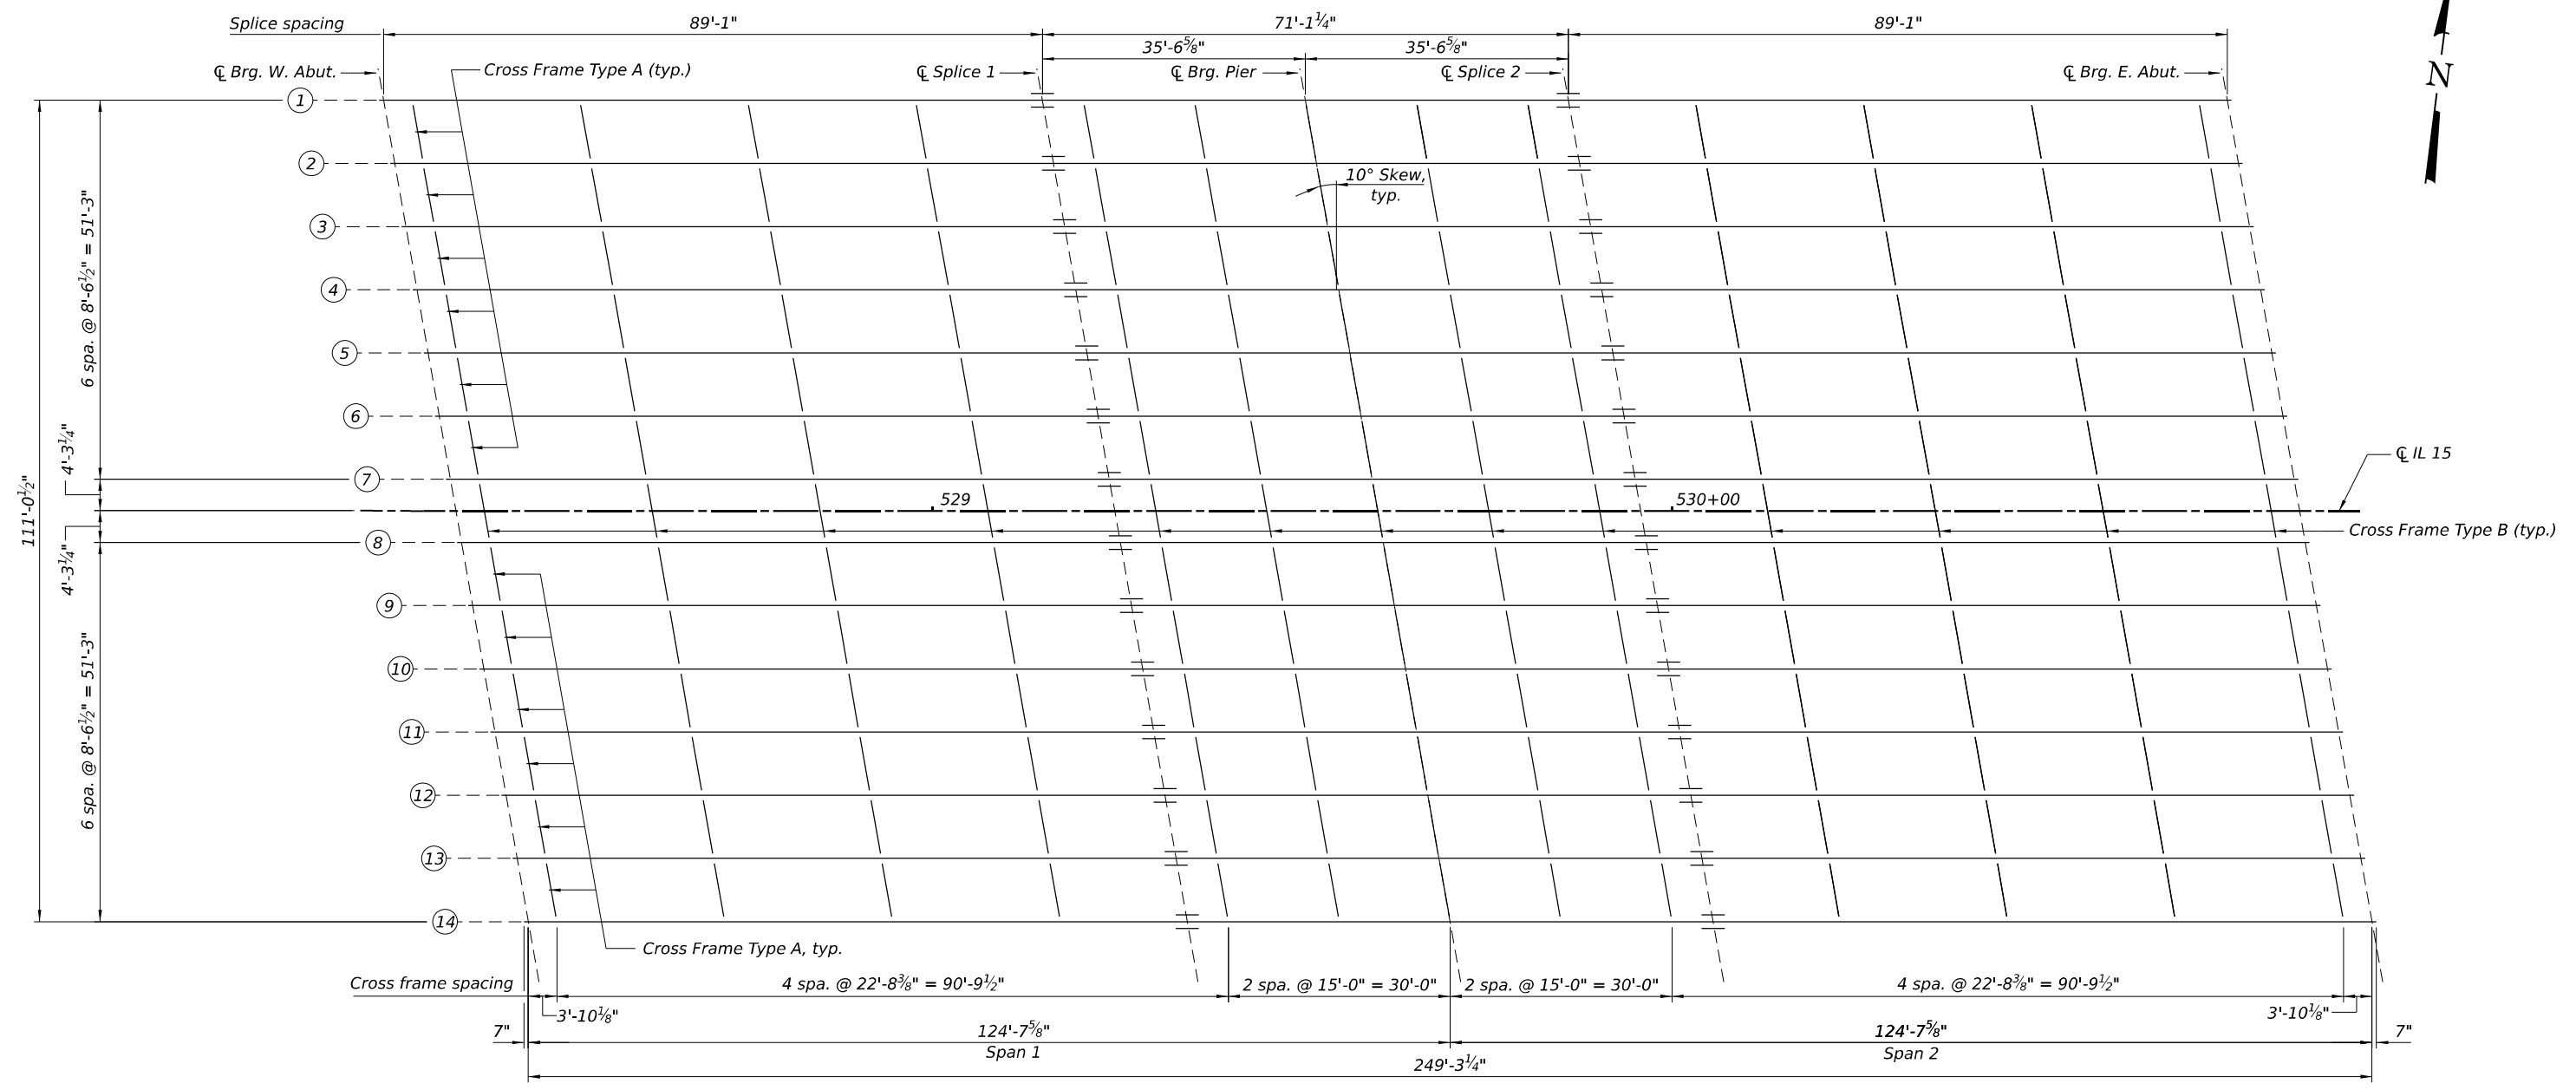 Splice spacing
89'-1"
71'-1¼"
89'-1"
35'-6⅝"
35'-6⅝"
℄ Brg. W. Abut.
Cross Frame Type A (typ.)
℄ Splice 1
℄ Brg. Pier
℄ Splice 2
℄ Brg. E. Abut.
N
1
2
3
4
5
6
7
8
9
10
11
12
13
14
10° Skew,
typ.
6 spa. @ 8'-6½" = 51'-3"
4'-3¼"
111'-0½"
4'-3¼"
6 spa. @ 8'-6½" = 51'-3"
529
530+00
℄ IL 15
Cross Frame Type B (typ.)
Cross Frame Type A, typ.
Cross frame spacing
4 spa. @ 22'-8⅜" = 90'-9½"
2 spa. @ 15'-0" = 30'-0"
2 spa. @ 15'-0" = 30'-0"
4 spa. @ 22'-8⅜" = 90'-9½"
3'-10⅛"
3'-10⅛"
7"
124'-7⅝"
124'-7⅝"
7"
Span 1
Span 2
249'-3¼"